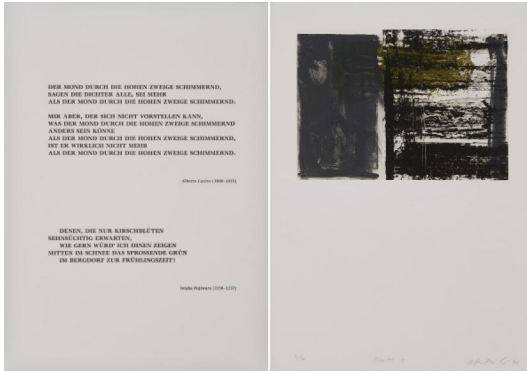 DER MOND DURCH DIE HOHEN ZWEIGE SCHIMMERND,
SAGEN DIE DICHTER ALLE, SEI MEHR
ALS DER MOND DURCH DIE HOHEN ZWEIGE SCHIMMERND.
MIR ABER, DER SICH NICHT VORSTELLEN KANN,
WAS DER MOND DURCH DIE HOHEN ZWEIGE SCHIMMERND
ANDERS SEIN KÖNNE
ALS DER MOND DURCH DIE HOHEN ZWEIGE SCHIMMERND,
IST ER WIRKLICH NICHT MEHR
ALS DER MOND DURCH DIE HOHEN ZWEIGE SCHIMMERND.
Alberto Caeiro
DENEN, DIE NUR KIRSCHBLÜTEN
SEHNSÜCHTIG ERWARTEN,
WIE GERN WÜRD' ICH IHNEN ZEIGEN
MITTEN IM SCHNEE DAS SPROSSENDE GRÜN
IM BERGDORF ZUR FRÜHLINGSZEIT!
Fujiwara